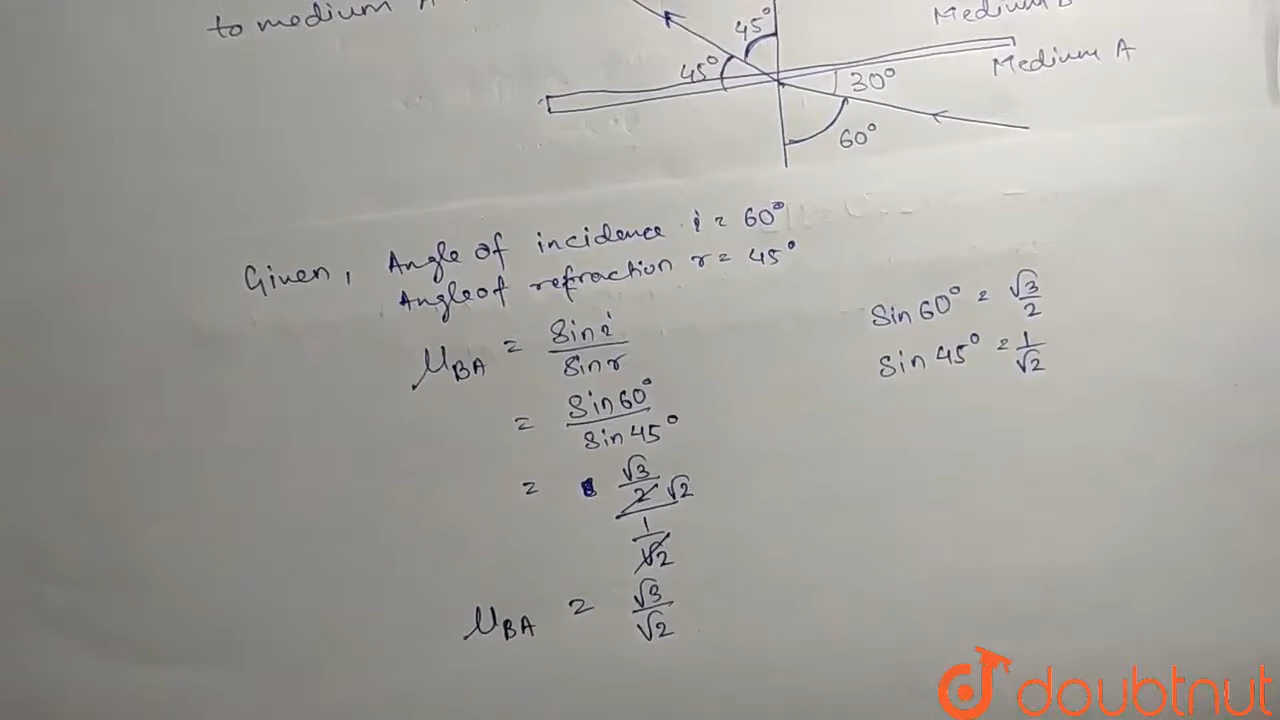 to medium A
Medium B
45°
45°
Medium A
30°
60°
Given, Angle of incidence i = 60°
Angle of refraction r = 45°
μBA = Sin i / Sin r
Sin 60° = √3/2
= Sin 60° / Sin 45°
Sin 45° = 1/√2
= √3/2 √2
1/√2
μBA = √3/√2
doubtnut